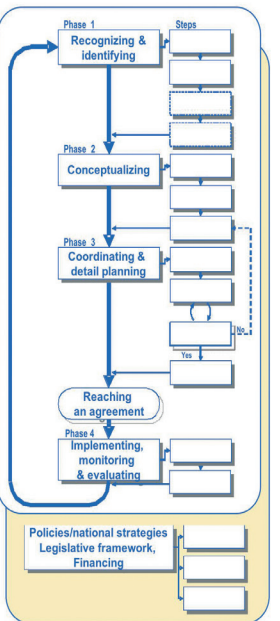 Phase 1
Steps
Recognizing &
identifying
Phase 2
Conceptualizing
Phase 3
Coordinating &
detail planning
No
Yes
Reaching
an agreement
Phase 4
Implementing,
monitoring
& evaluating
Policies/national strategies
Legislative framework,
Financing